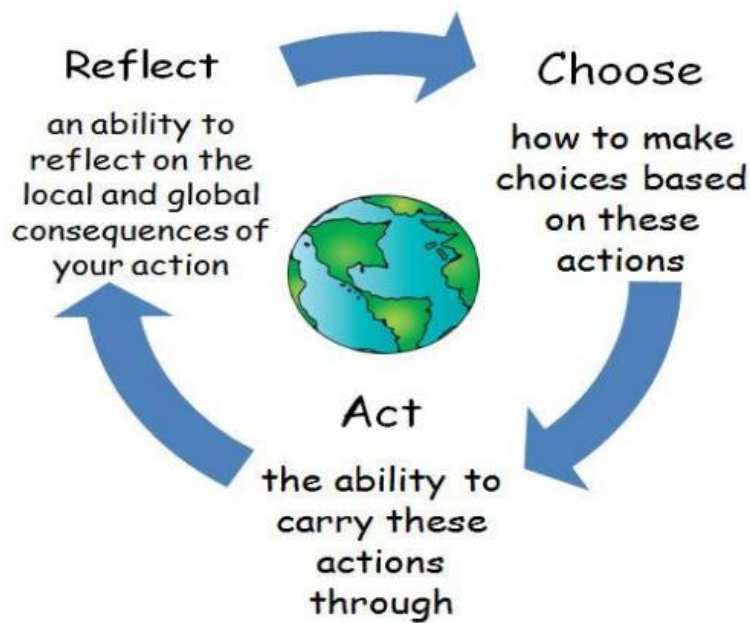 Reflect
an ability to
reflect on the
local and global
consequences of
your action
Choose
how to make
choices based
on these
actions
Act
the ability to
carry these
actions
through